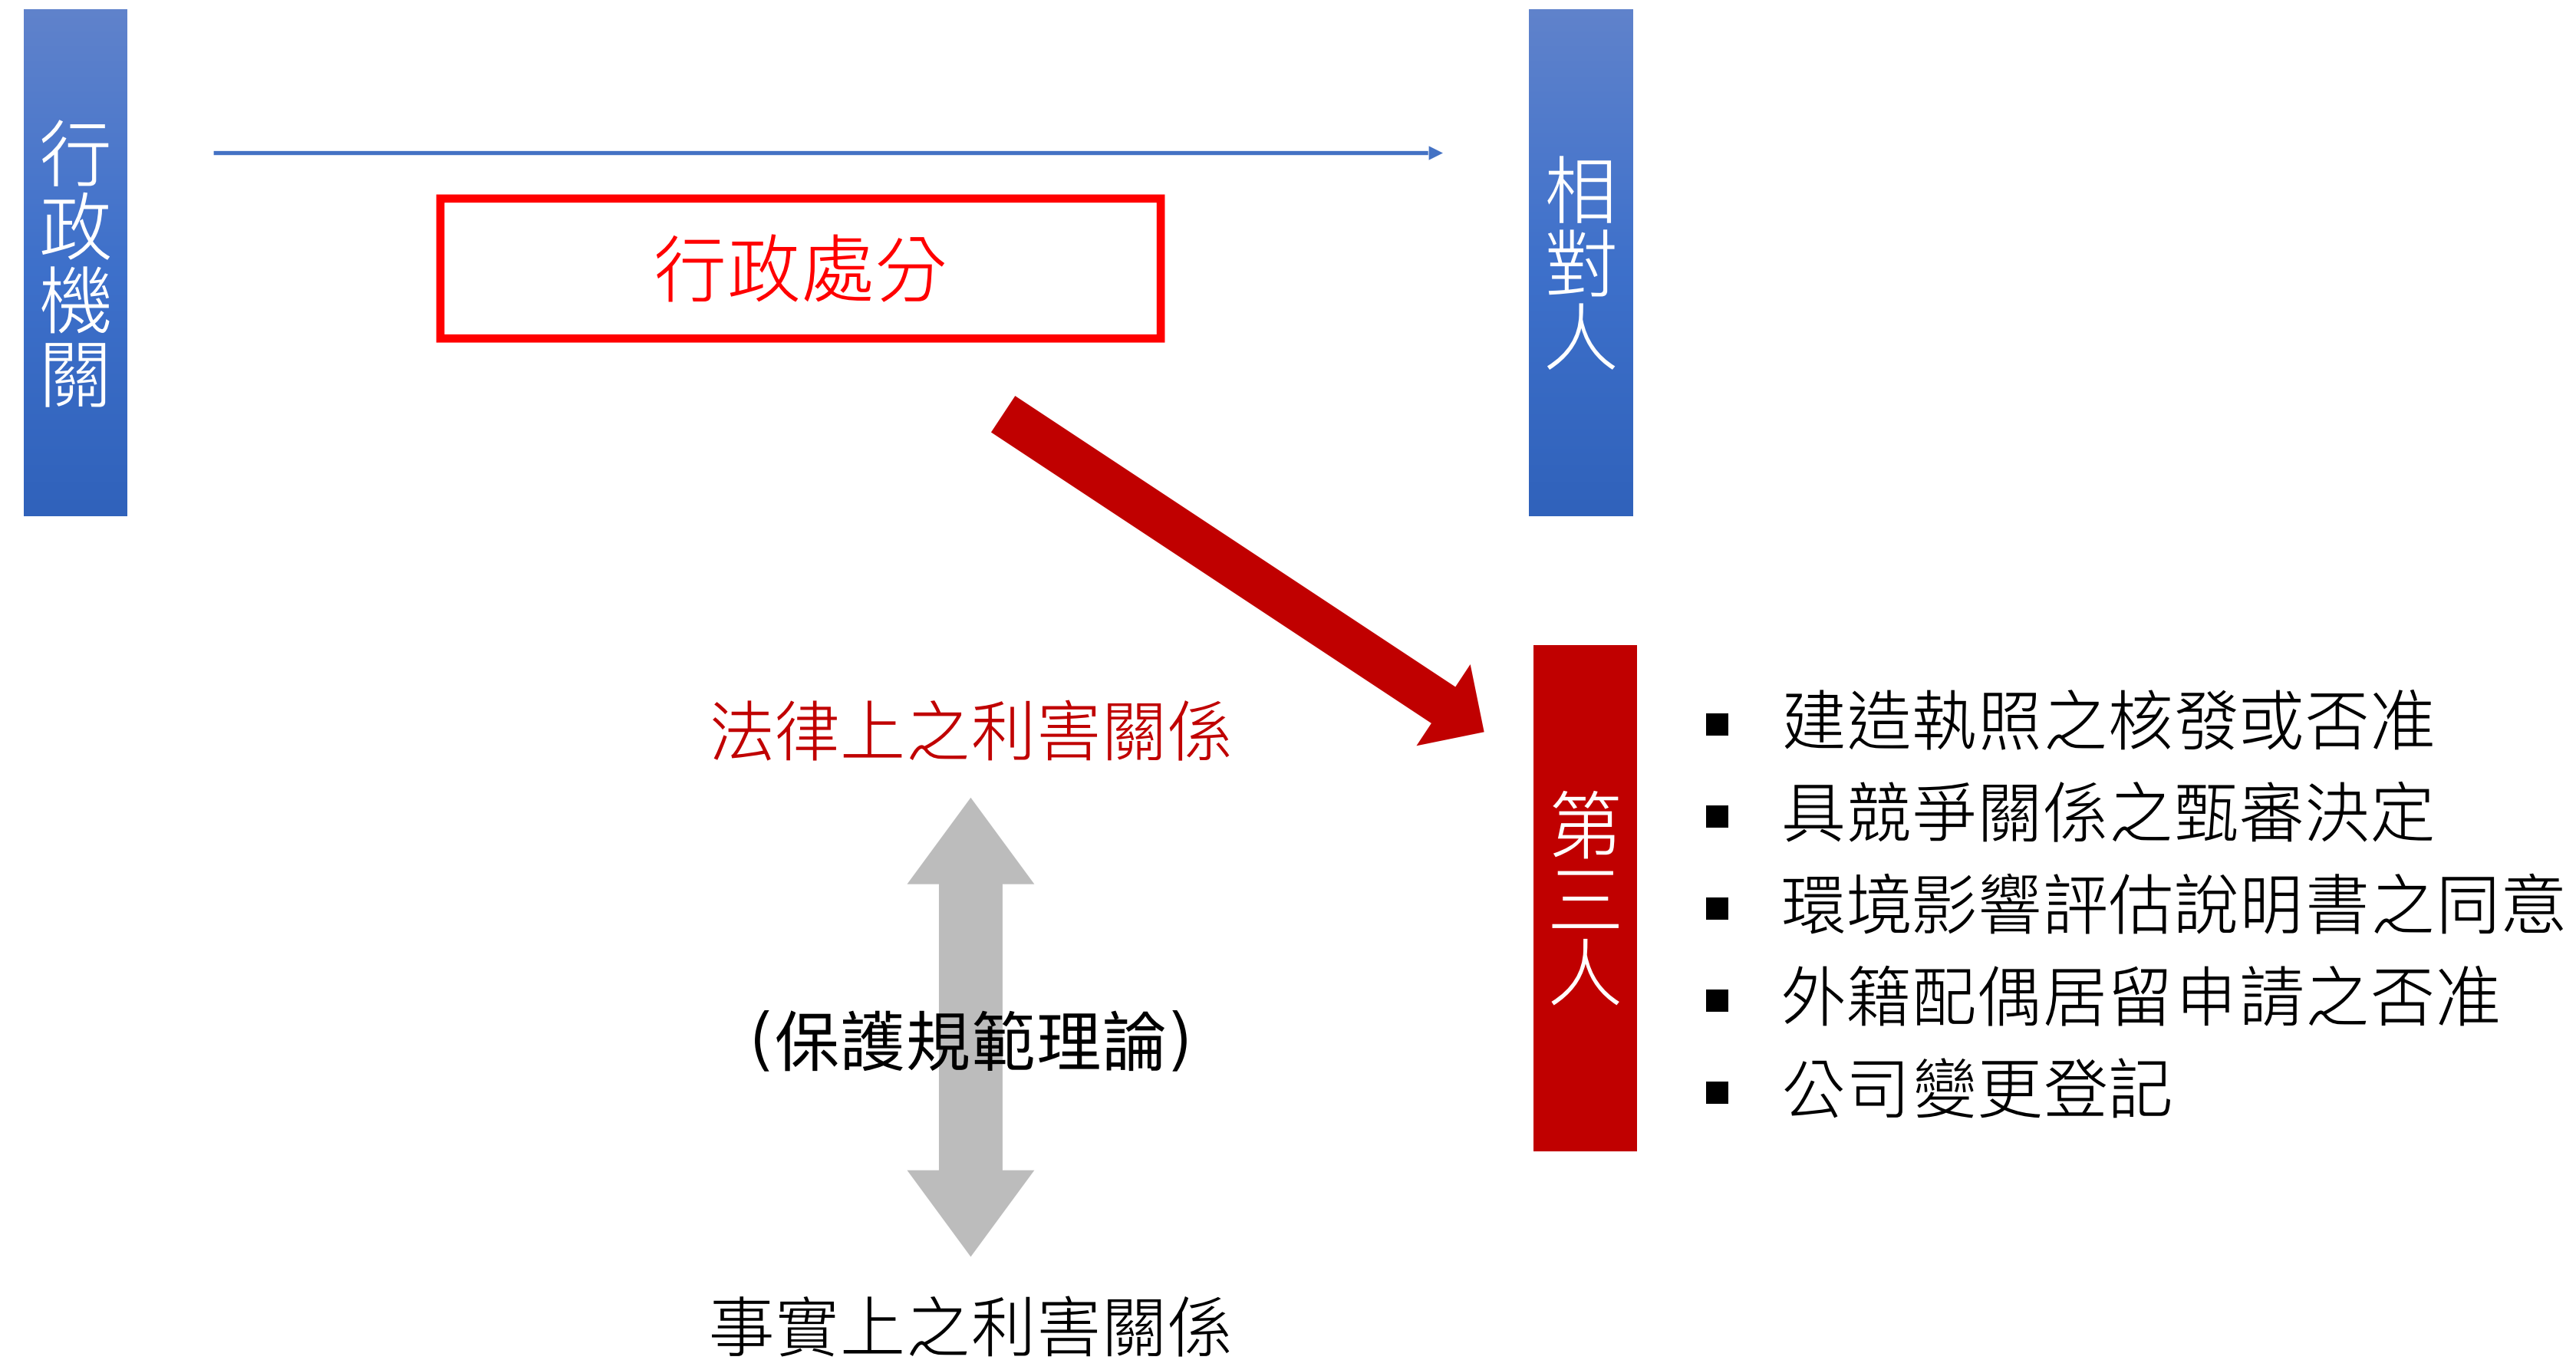 行政機關
行政處分
相對人
法律上之利害關係
(保護規範理論)
事實上之利害關係
第三人
■ 建造執照之核發或否准
■ 具競爭關係之甄審決定
■ 環境影響評估說明書之同意
■ 外籍配偶居留申請之否准
■ 公司變更登記